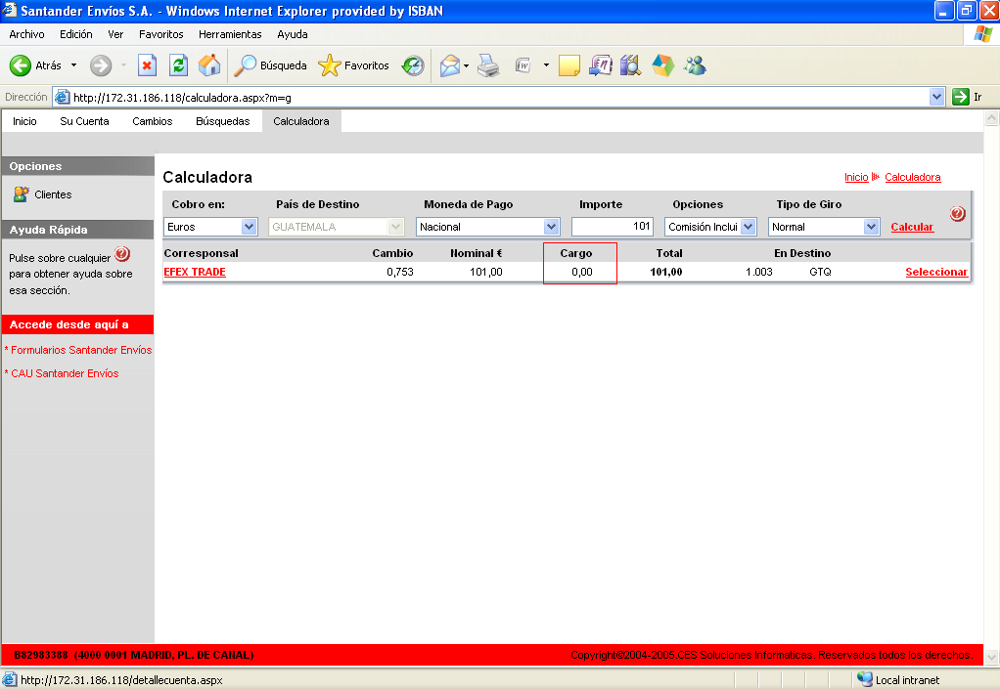 Santander Envíos S.A. - Windows Internet Explorer provided by ISBAN
Archivo Edición Ver Favoritos Herramientas Ayuda
Atrás Búsqueda Favoritos
Dirección http://172.31.186.118/calculadora.aspx?m=g Ir
Inicio Su Cuenta Cambios Búsquedas Calculadora
Opciones
Clientes
Ayuda Rápida
Pulse sobre cualquier
para obtener ayuda sobre
esa sección.
Accede desde aquí a
* Formularios Santander Envíos
* CAU Santander Envíos
Calculadora
Inicio Calculadora
Cobro en: País de Destino Moneda de Pago Importe Opciones Tipo de Giro
Euros GUATEMALA Nacional 101 Comisión Inclui Normal Calcular
Corresponsal Cambio Nominal € Cargo Total En Destino
EFEX TRADE 0,753 101,00 0,00 101,00 1.003 GTQ Seleccionar
B82983388 (4000 0001 MADRID, PL. DE CANAL) Copyright©2004-2005 CES Soluciones Informaticas. Reservados todos los derechos.
http://172.31.186.118/detallecuenta.aspx Local intranet